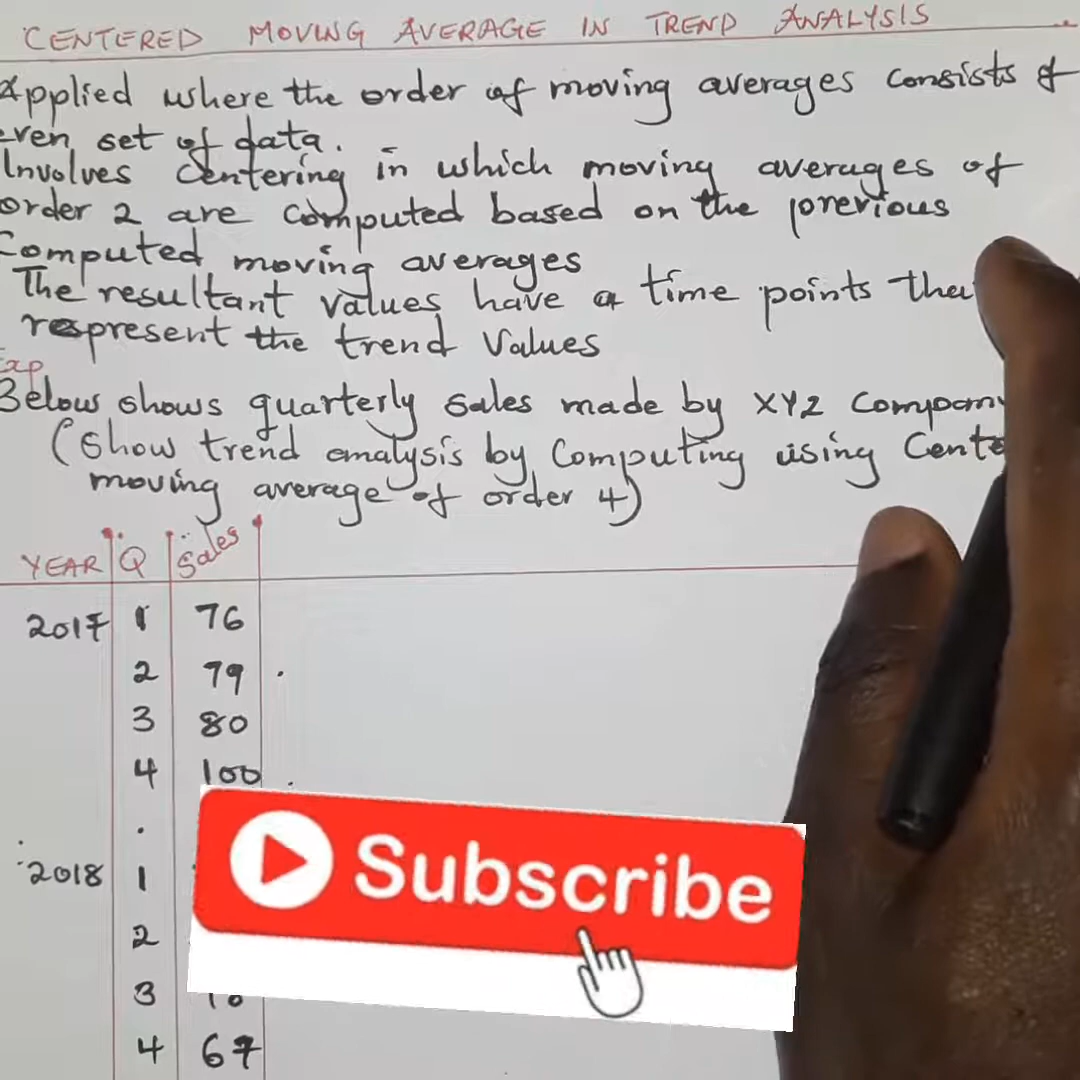 CENTERED MOVING AVERAGE IN TREND ANALYSIS
Applied where the order of moving averages consists of
even set of data.
Involves Centering in which moving averages of
order 2 are computed based on the previous
computed moving averages
The resultant values have a time points
represent the trend values
Exp
Below shows quarterly sales made by XYZ
(Show trend analysis by Computing using
moving average of order 4)
YEAR Q Sales
2017 1 76
2 79
3 80
4 100
2018 1
2
3
4 67
Subscribe